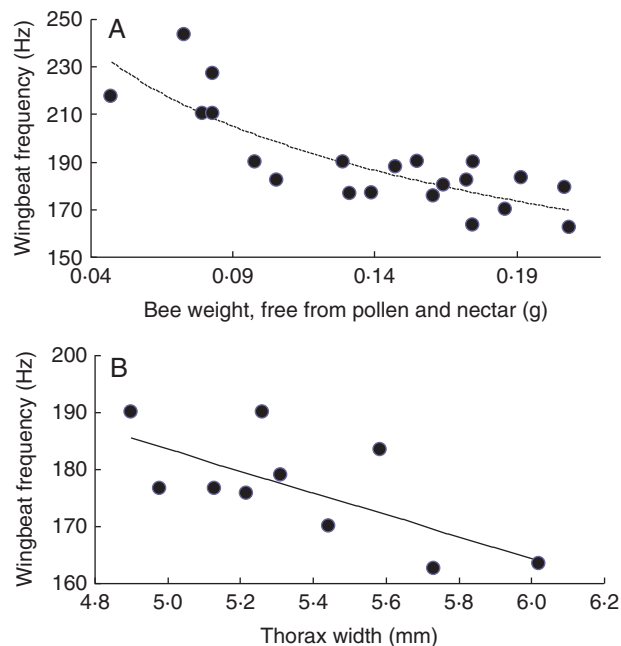 A
Wingbeat frequency (Hz)
250
230
210
190
170
150
0·04 0·09 0·14 0·19
Bee weight, free from pollen and nectar (g)
B
Wingbeat frequency (Hz)
200
190
180
170
160
4·8 5·0 5·2 5·4 5·6 5·8 6·0 6·2
Thorax width (mm)